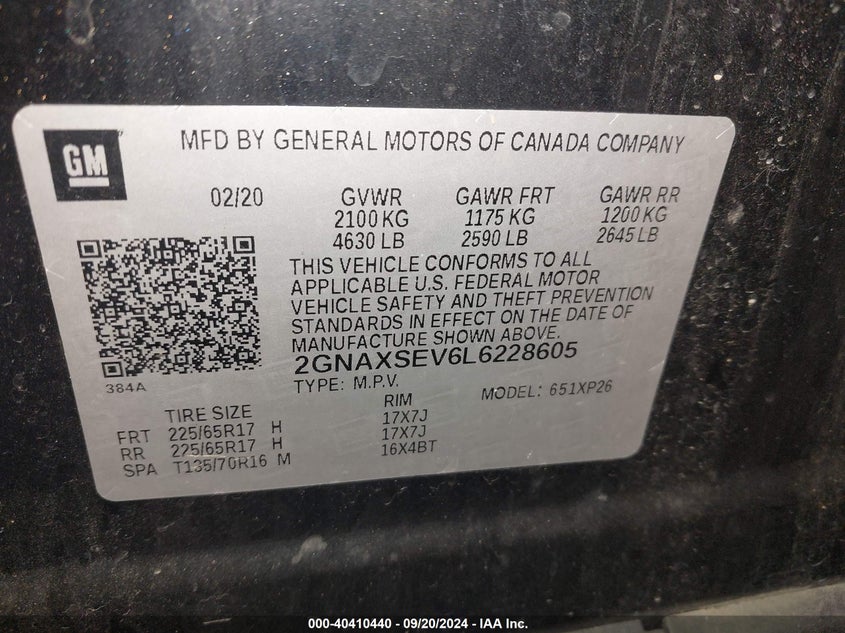 GM
MFD BY GENERAL MOTORS OF CANADA COMPANY
02/20 GVWR GAWR FRT GAWR RR
2100 KG 1175 KG 1200 KG
4630 LB 2590 LB 2645 LB
THIS VEHICLE CONFORMS TO ALL
APPLICABLE U.S. FEDERAL MOTOR
VEHICLE SAFETY AND THEFT PREVENTION
STANDARDS IN EFFECT ON THE DATE OF
MANUFACTURE SHOWN ABOVE.
2GNAXSEV6L6228605
384A TYPE: M.P.V. MODEL: 651XP26
TIRE SIZE RIM
FRT 225/65R17 H 17X7J
RR 225/65R17 H 17X7J
SPA T135/70R16 M 16X4BT
000-40410440 - 09/20/2024 - IAA Inc.